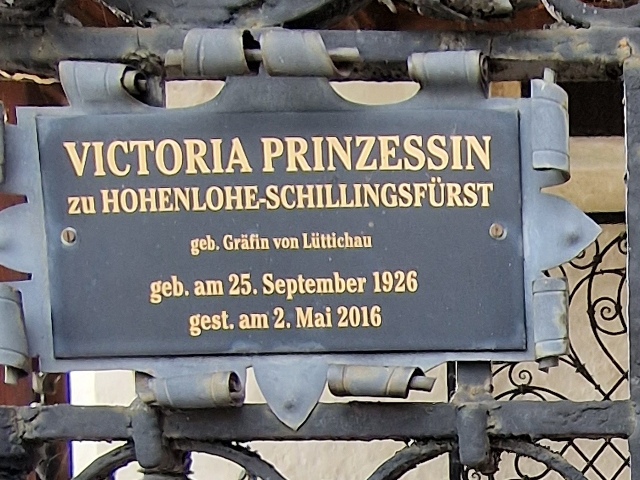 VICTORIA PRINZESSIN
zu HOHENLOHE-SCHILLINGSFÜRST
geb. Gräfin von Lüttichau
geb. am 25. September 1926
gest. am 2. Mai 2016